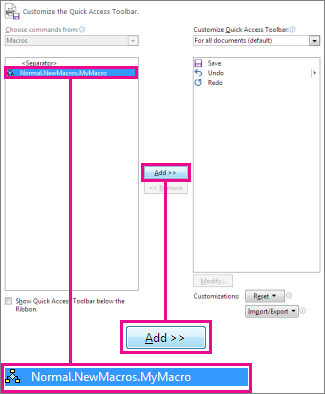 Customize the Quick Access Toolbar.
Choose commands from:
Macros
<Separator>
Normal.NewMacros.MyMacro
Add >>
<< Remove
Customize Quick Access Toolbar:
For all documents (default)
Save
Undo
Redo
Modify...
Customizations:
Reset
Import/Export
Show Quick Access Toolbar below the
Ribbon
Add >>
Normal.NewMacros.MyMacro